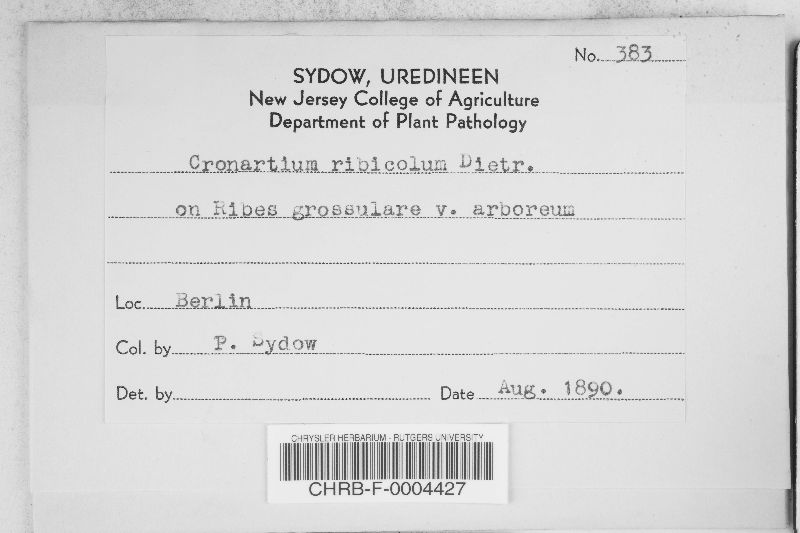 No. 383
SYDOW, UREDINEEN
New Jersey College of Agriculture
Department of Plant Pathology
Cronartium ribicolum Dietr.
on Ribes grossulare v. arboreum
Loc. Berlin
Col. by P. Sydow
Det. by Date Aug. 1890.
CHRYSLER HERBARIUM - RUTGERS UNIVERSITY
CHRB-F-0004427